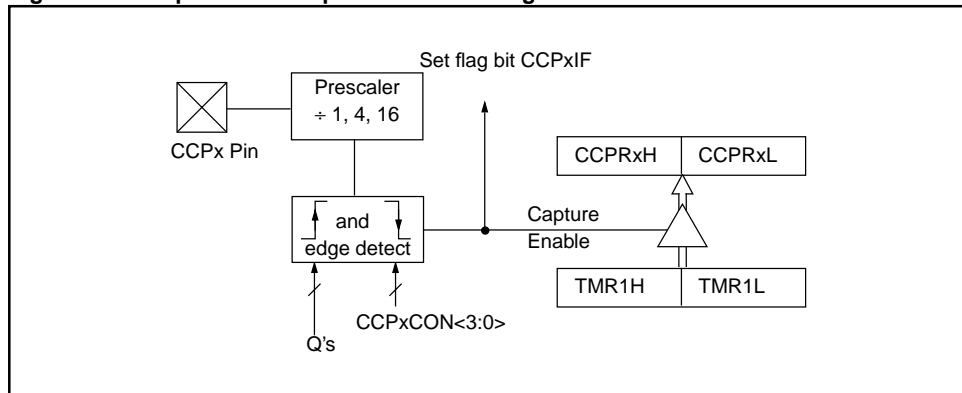 Set flag bit CCPxIF
Prescaler
÷ 1, 4, 16
CCPx Pin
CCPRxH CCPRxL
and
edge detect
Capture
Enable
TMR1H TMR1L
CCPxCON<3:0>
Q's